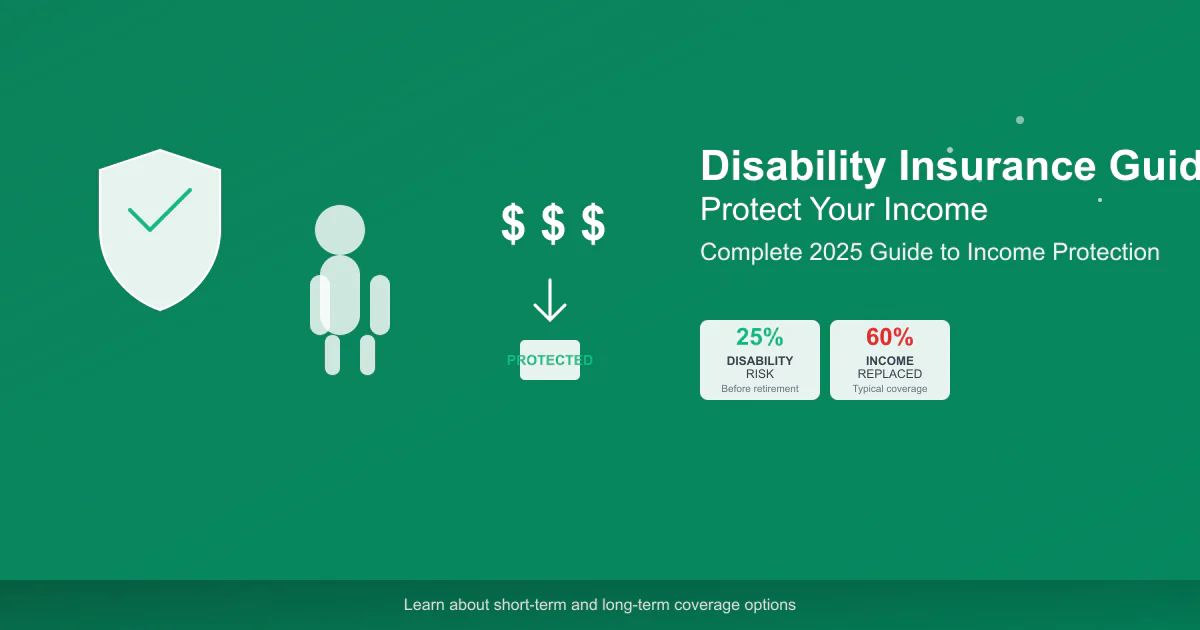 $ $ $
PROTECTED
Disability Insurance Guid
Protect Your Income
Complete 2025 Guide to Income Protection
25%
DISABILITY
RISK
Before retirement
60%
INCOME
REPLACED
Typical coverage
Learn about short-term and long-term coverage options